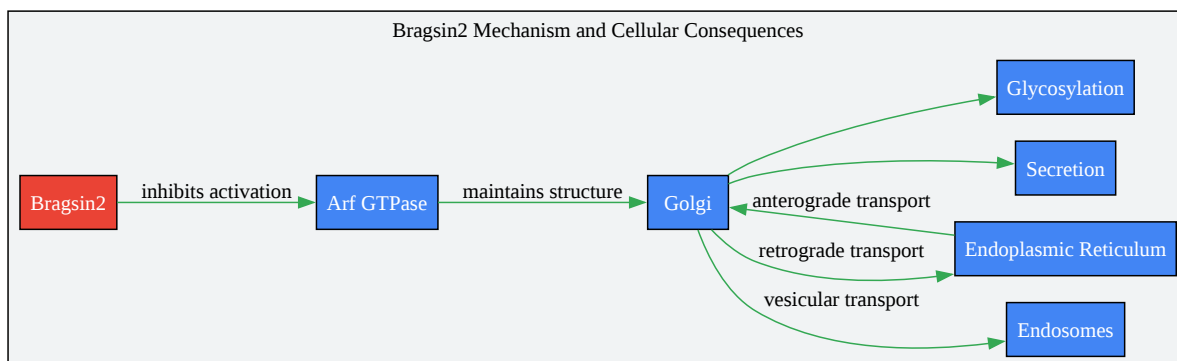 Bragsin2 Mechanism and Cellular Consequences
Bragsin2
inhibits activation
Arf GTPase
maintains structure
Golgi
Glycosylation
Secretion
anterograde transport
Endoplasmic Reticulum
retrograde transport
vesicular transport
Endosomes